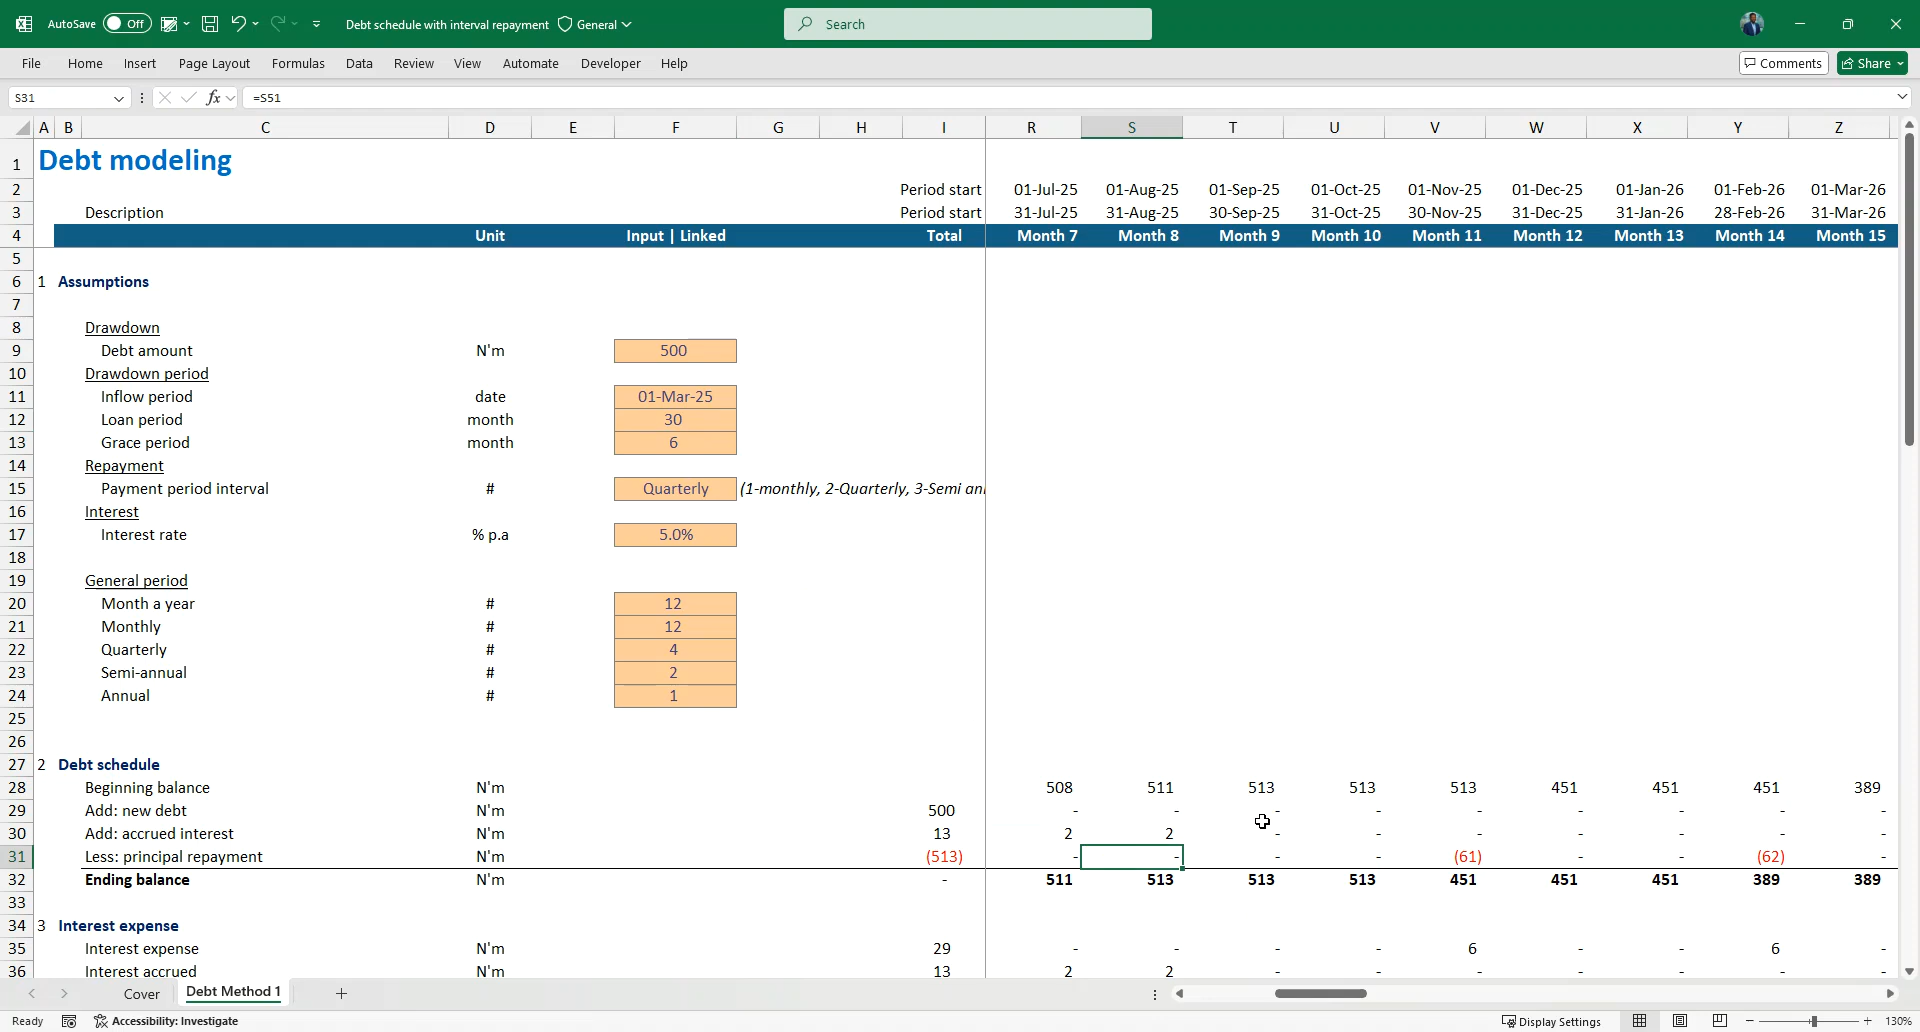 AutoSave Off Debt schedule with interval repayment General Search
File Home Insert Page Layout Formulas Data Review View Automate Developer Help Comments Share
S31 fx =S51
A B C D E F G H I R S T U V W X Y Z
1 Debt modeling
2 Period start 01-Jul-25 01-Aug-25 01-Sep-25 01-Oct-25 01-Nov-25 01-Dec-25 01-Jan-26 01-Feb-26 01-Mar-26
3 Description Period start 31-Jul-25 31-Aug-25 30-Sep-25 31-Oct-25 30-Nov-25 31-Dec-25 31-Jan-26 28-Feb-26 31-Mar-26
4 Unit Input | Linked Total Month 7 Month 8 Month 9 Month 10 Month 11 Month 12 Month 13 Month 14 Month 15
5
6 1 Assumptions
7
8 Drawdown
9 Debt amount N'm 500
10 Drawdown period
11 Inflow period date 01-Mar-25
12 Loan period month 30
13 Grace period month 6
14 Repayment
15 Payment period interval # Quarterly (1-monthly, 2-Quarterly, 3-Semi an
16 Interest
17 Interest rate % p.a 5.0%
18
19 General period
20 Month a year # 12
21 Monthly # 12
22 Quarterly # 4
23 Semi-annual # 2
24 Annual # 1
25
26
27 2 Debt schedule
28 Beginning balance N'm 508 511 513 513 513 451 451 451 389
29 Add: new debt N'm 500 - - - - - - - - -
30 Add: accrued interest N'm 13 2 2 - - - - - - -
31 Less: principal repayment N'm (513) - - - - (61) - - (62) -
32 Ending balance N'm - 511 513 513 513 451 451 451 389 389
33
34 3 Interest expense
35 Interest expense N'm 29 - - - - 6 - - 6 -
36 Interest accrued N'm 13 2 2 - - - - - - -
Cover Debt Method 1
Ready Accessibility: Investigate Display Settings 130%